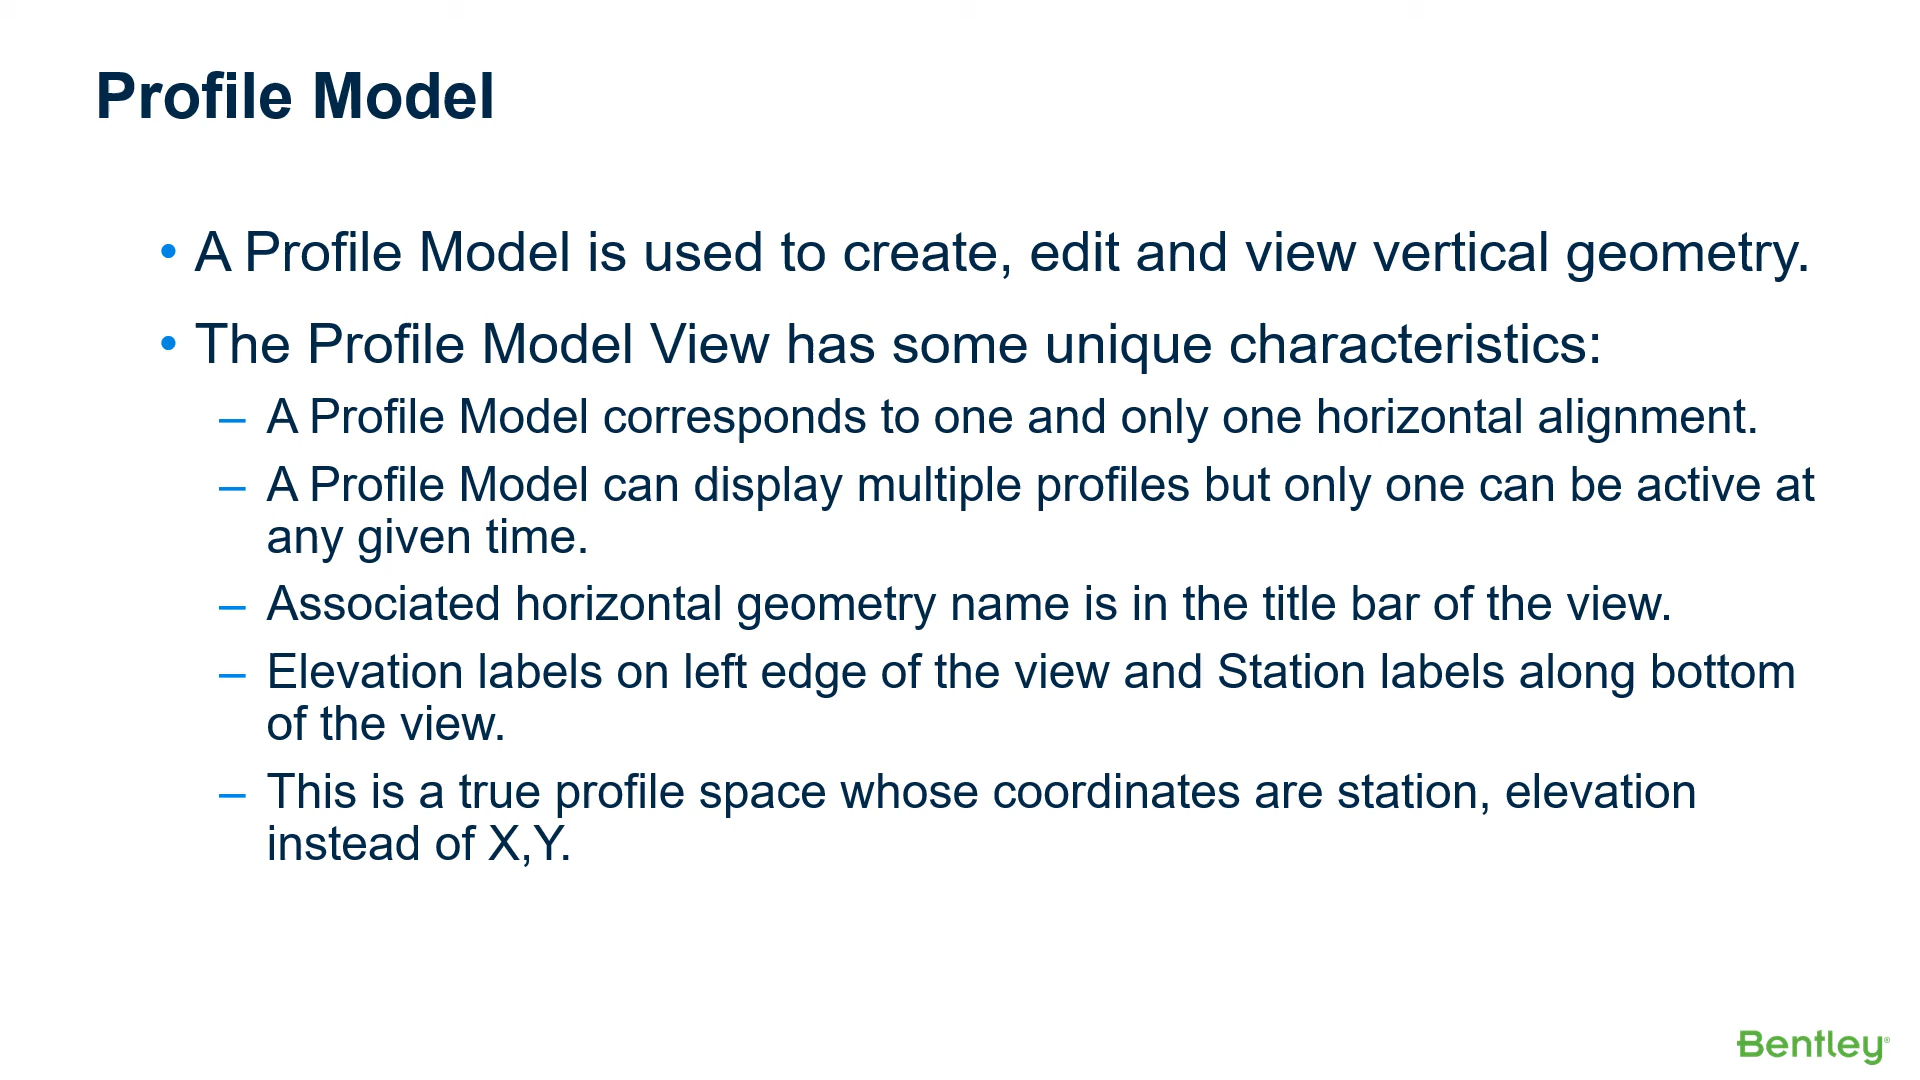 Profile Model
• A Profile Model is used to create, edit and view vertical geometry.
• The Profile Model View has some unique characteristics:
– A Profile Model corresponds to one and only one horizontal alignment.
– A Profile Model can display multiple profiles but only one can be active at
any given time.
– Associated horizontal geometry name is in the title bar of the view.
– Elevation labels on left edge of the view and Station labels along bottom
of the view.
– This is a true profile space whose coordinates are station, elevation
instead of X,Y.
Bentley®